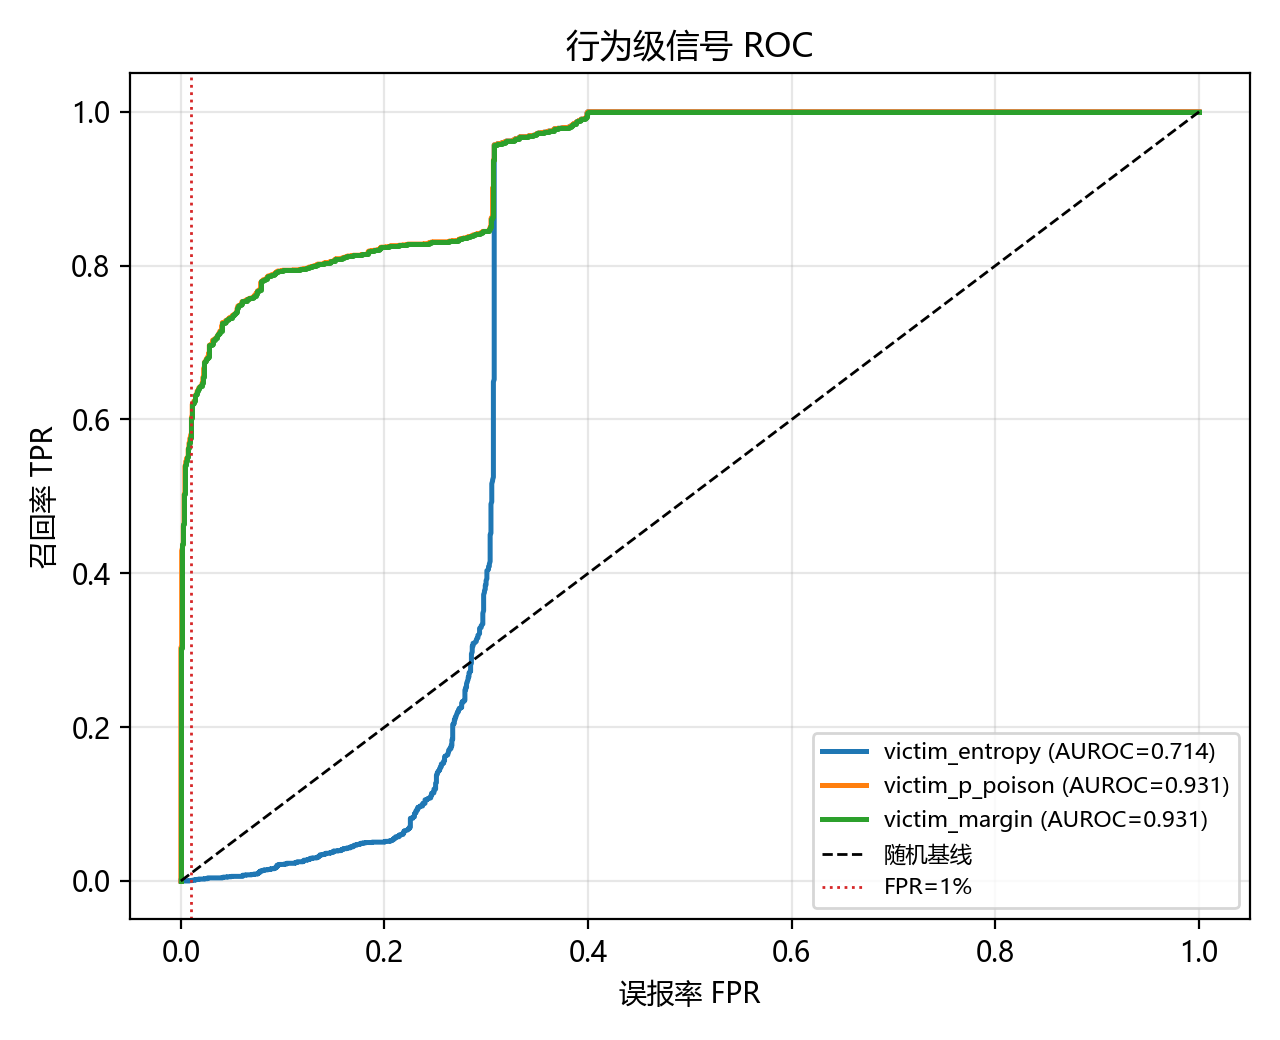 行为级信号 ROC
召回率 TPR
1.0
0.8
0.6
0.4
0.2
0.0
0.0
0.2
0.4
0.6
0.8
1.0
误报率 FPR
victim_entropy (AUROC=0.714)
victim_p_poison (AUROC=0.931)
victim_margin (AUROC=0.931)
随机基线
FPR=1%